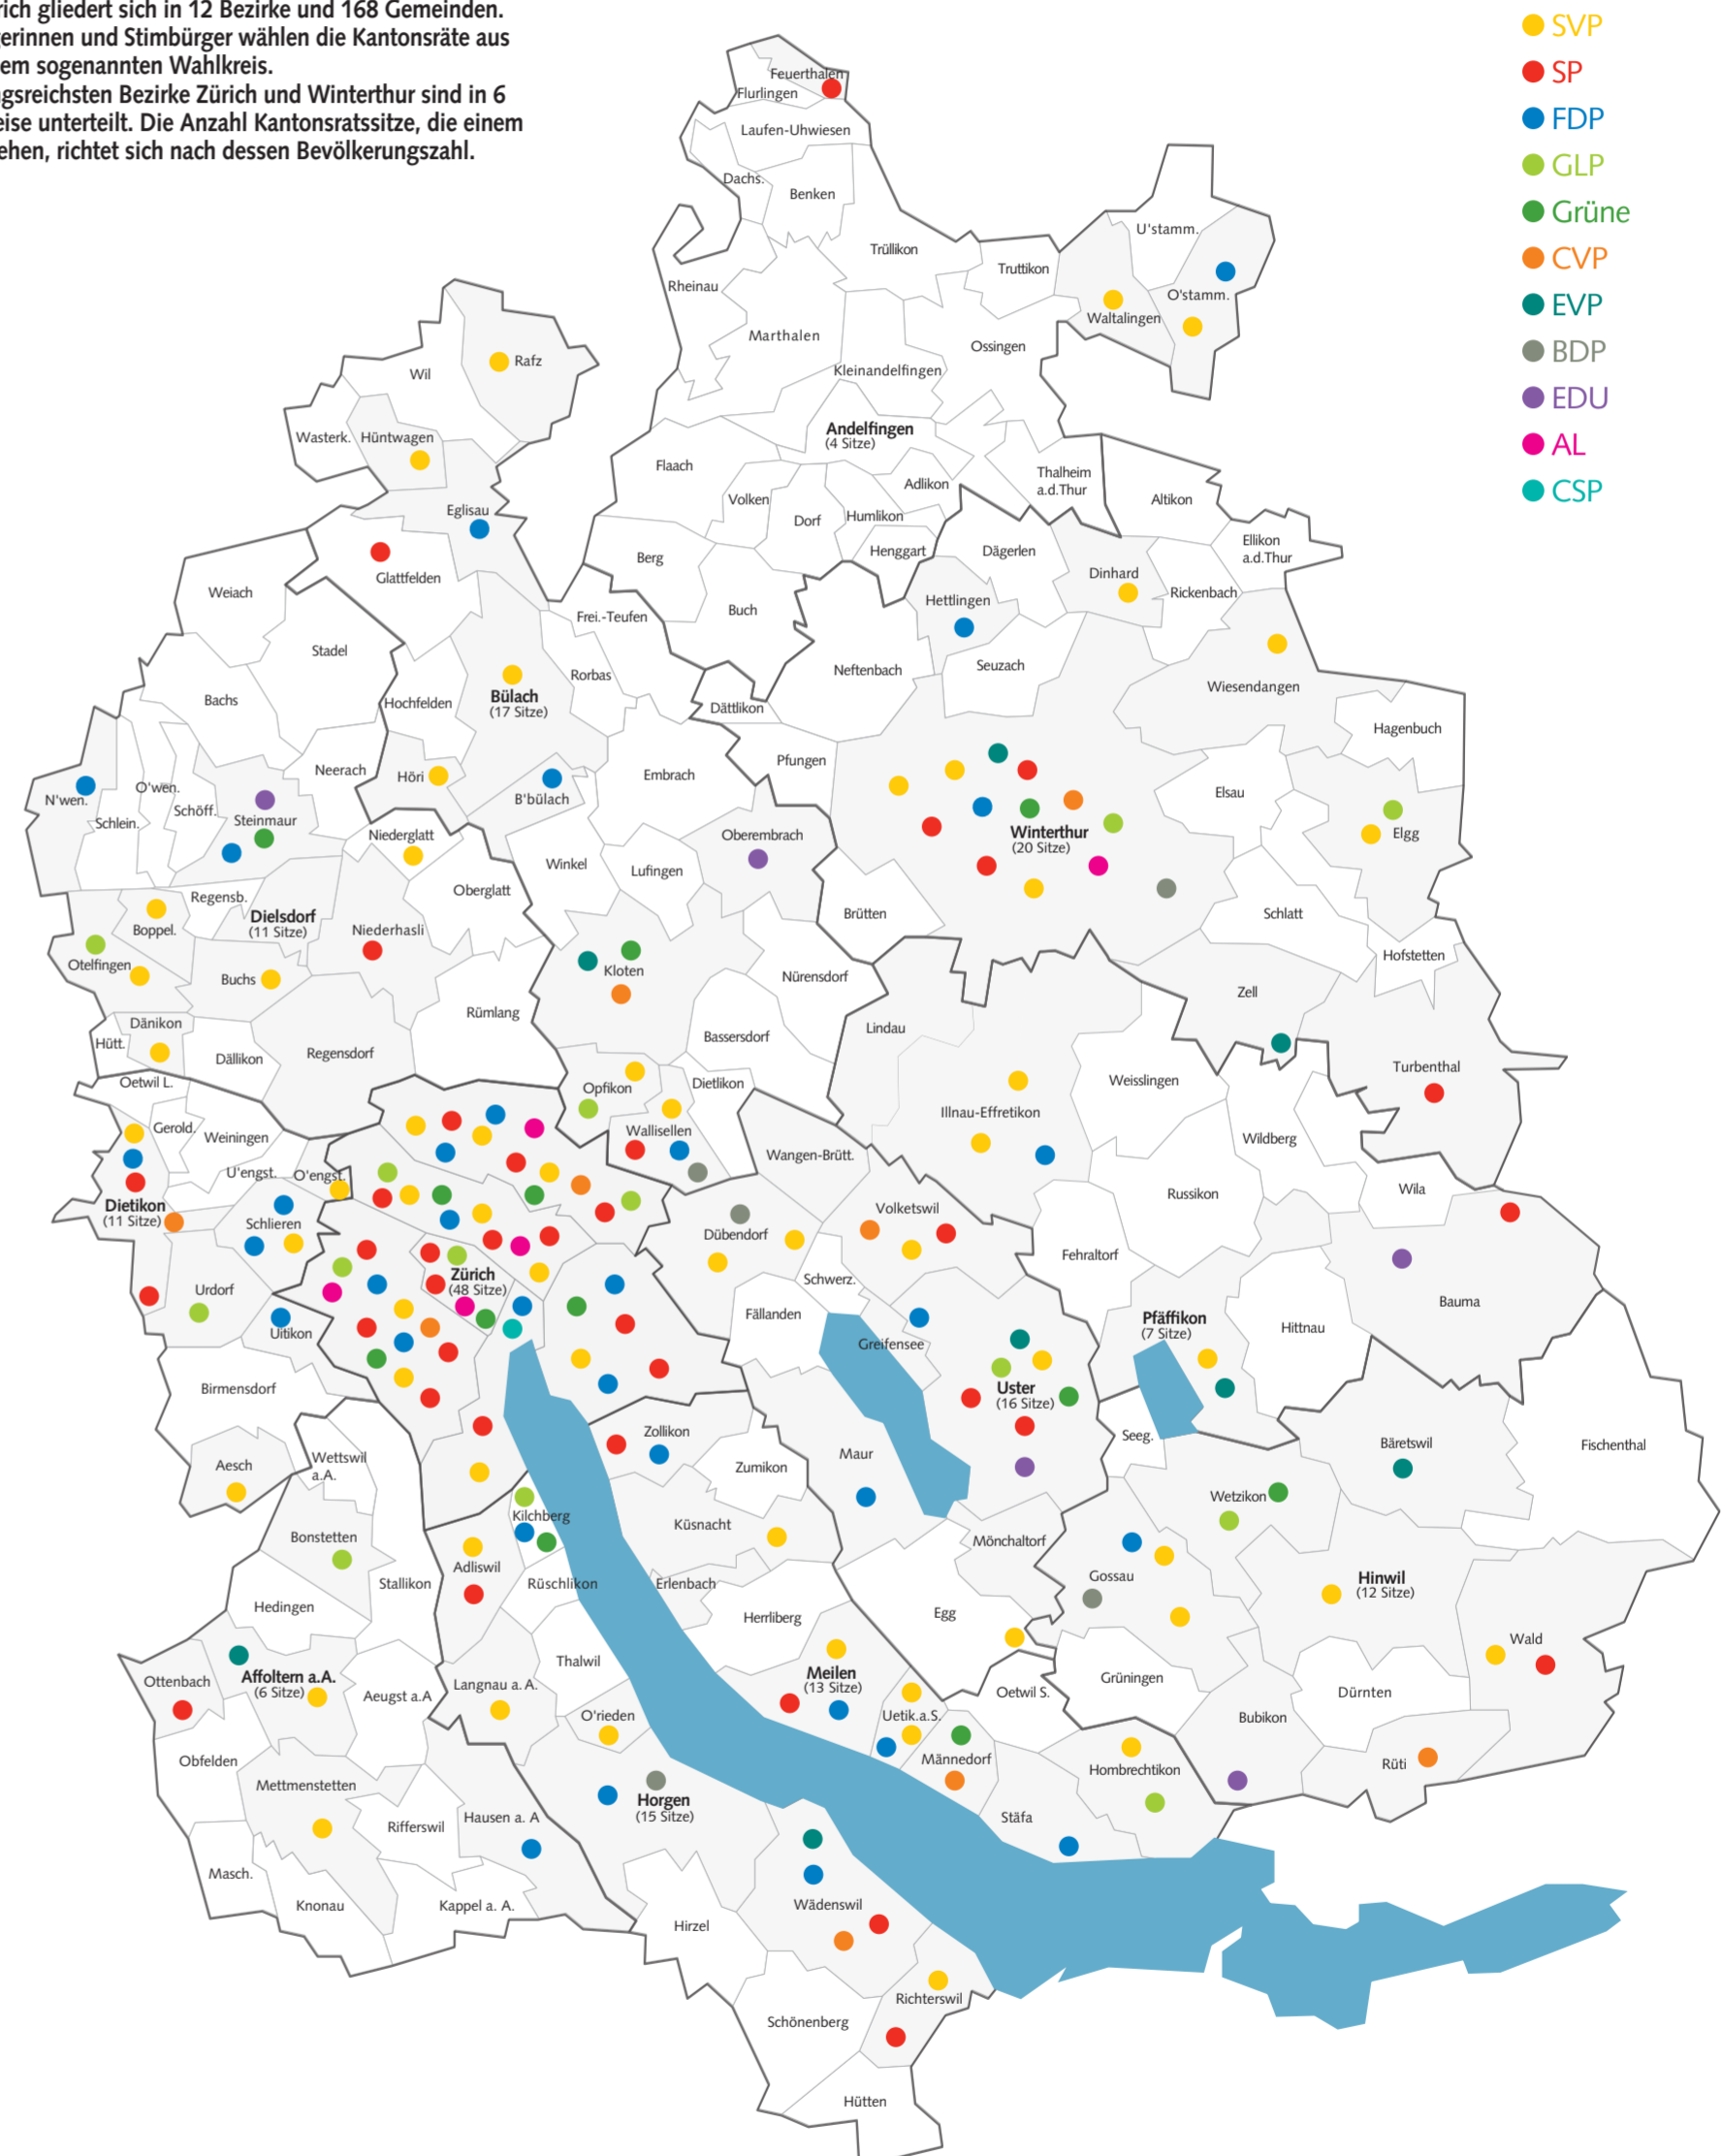 rich gliedert sich in 12 Bezirke und 168 Gemeinden.
gerinnen und Stimbürger wählen die Kantonsräte aus
em sogenannten Wahlkreis.
ngsreichsten Bezirke Zürich und Winterthur sind in 6
eise unterteilt. Die Anzahl Kantonsratssitze, die einem
ehen, richtet sich nach dessen Bevölkerungszahl.
SVP
SP
FDP
GLP
Grüne
CVP
EVP
BDP
EDU
AL
CSP
Feuerthalen
Flurlingen
Laufen-Uhwiesen
Dachs.
Benken
Trüllikon
Truttikon
U'stamm.
O'stamm.
Waltalingen
Rheinau
Marthalen
Ossingen
Kleinandelfingen
Andelfingen
(4 Sitze)
Rafz
Wil
Wasterk.
Hüntwagen
Eglisau
Flaach
Volken
Dorf
Humlikon
Adlikon
Thalheim
a.d.Thur
Altikon
Ellikon
a.d.Thur
Berg
Henggart
Dägerlen
Dinhard
Rickenbach
Glattfelden
Weiach
Buch
Hettlingen
Frei.-Teufen
Stadel
Rorbas
Neftenbach
Seuzach
Wiesendangen
Bachs
Hochfelden
Bülach
(17 Sitze)
Dättlikon
Hagenbuch
Neerach
Höri
B'bülach
Embrach
Pfungen
N'wen.
O'wen.
Schlein.
Schöff.
Steinmaur
Niederglatt
Elsau
Winterthur
(20 Sitze)
Elgg
Oberembrach
Winkel
Lufingen
Oberglatt
Regensb.
Dielsdorf
(11 Sitze)
Boppel.
Niederhasli
Brütten
Schlatt
Hofstetten
Otelfingen
Buchs
Kloten
Nürensdorf
Zell
Rümlang
Dänikon
Hütt.
Dällikon
Regensdorf
Bassersdorf
Lindau
Turbenthal
Oetwil L.
Opfikon
Dietlikon
Weisslingen
Illnau-Effretikon
Gerold.
Weiningen
Wallisellen
Wangen-Brütt.
Wildberg
U'engst.
O'engst.
Dietikon
(11 Sitze)
Schlieren
Russikon
Wila
Dübendorf
Volketswil
Fehraltorf
Schwerz.
Urdorf
Zürich
(48 Sitze)
Uitikon
Fällanden
Greifensee
Pfäffikon
(7 Sitze)
Hittnau
Bauma
Birmensdorf
Uster
(16 Sitze)
Zollikon
Seeg.
Bäretswil
Fischenthal
Aesch
Wettswil
a.A.
Zumikon
Maur
Wetzikon
Kilchberg
Küsnacht
Bonstetten
Mönchaltorf
Adliswil
Gossau
Stallikon
Rüschlikon
Erlenbach
Hinwil
(12 Sitze)
Hedingen
Herrliberg
Egg
Wald
Thalwil
Ottenbach
Affoltern a.A.
(6 Sitze)
Aeugst a.A
Langnau a. A.
Meilen
(13 Sitze)
Grüningen
Oetwil S.
Dürnten
O'rieden
Uetik.a.S.
Bubikon
Obfelden
Männedorf
Hombrechtikon
Rüti
Mettmenstetten
Horgen
(15 Sitze)
Hausen a. A
Rifferswil
Stäfa
Masch.
Knonau
Kappel a. A.
Wädenswil
Hirzel
Richterswil
Schönenberg
Hütten